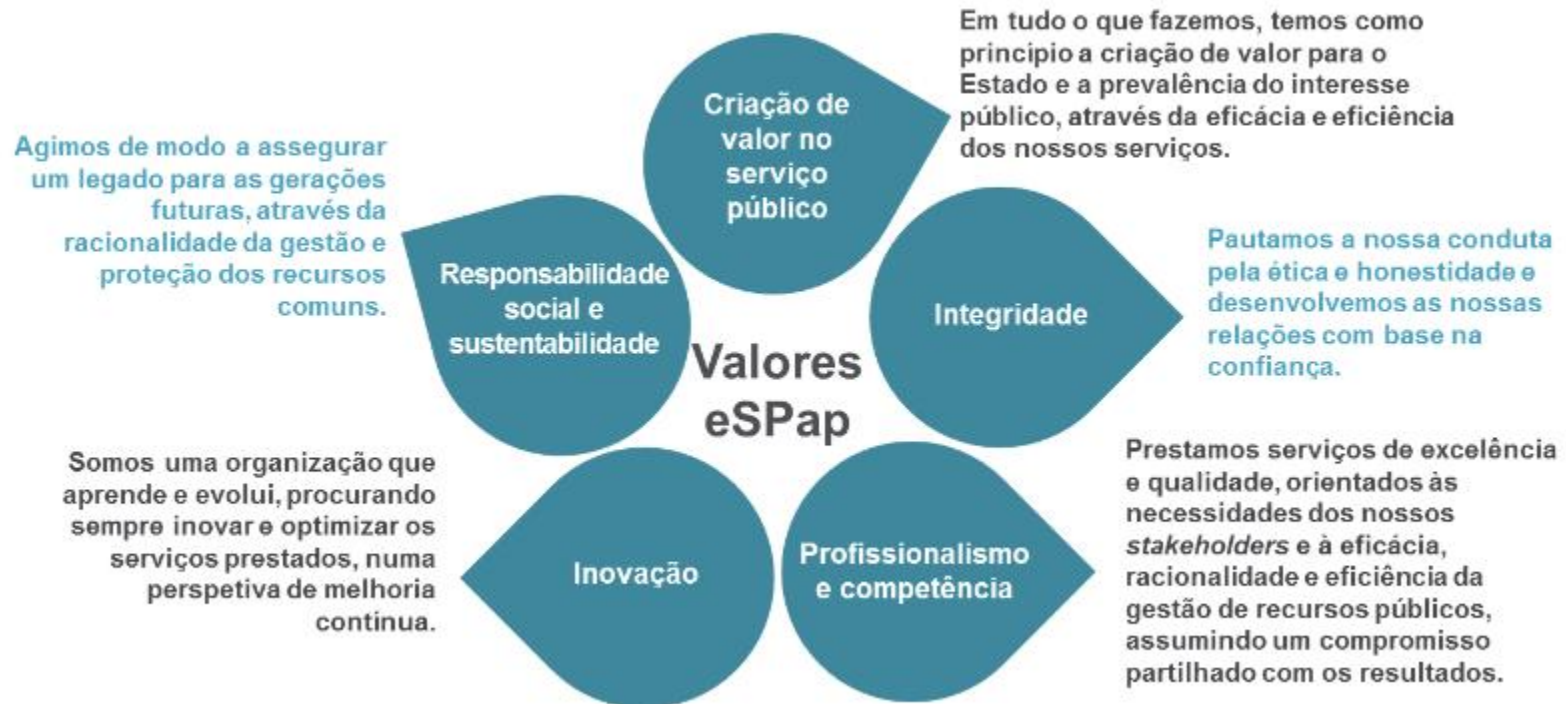 Em tudo o que fazemos, temos como
principio a criação de valor para o
Estado e a prevalência do interesse
público, através da eficácia e eficiência
dos nossos serviços.
Criação de
valor no
serviço
público
Agimos de modo a assegurar
um legado para as gerações
futuras, através da
racionalidade da gestão e
proteção dos recursos
comuns.
Responsabilidade
social e
sustentabilidade
Integridade
Pautamos a nossa conduta
pela ética e honestidade e
desenvolvemos as nossas
relações com base na
confiança.
Valores
eSPap
Somos uma organização que
aprende e evolui, procurando
sempre inovar e optimizar os
serviços prestados, numa
perspetiva de melhoria
continua.
Inovação
Profissionalismo
e competência
Prestamos serviços de excelência
e qualidade, orientados às
necessidades dos nossos
stakeholders e à eficácia,
racionalidade e eficiência da
gestão de recursos públicos,
assumindo um compromisso
partilhado com os resultados.